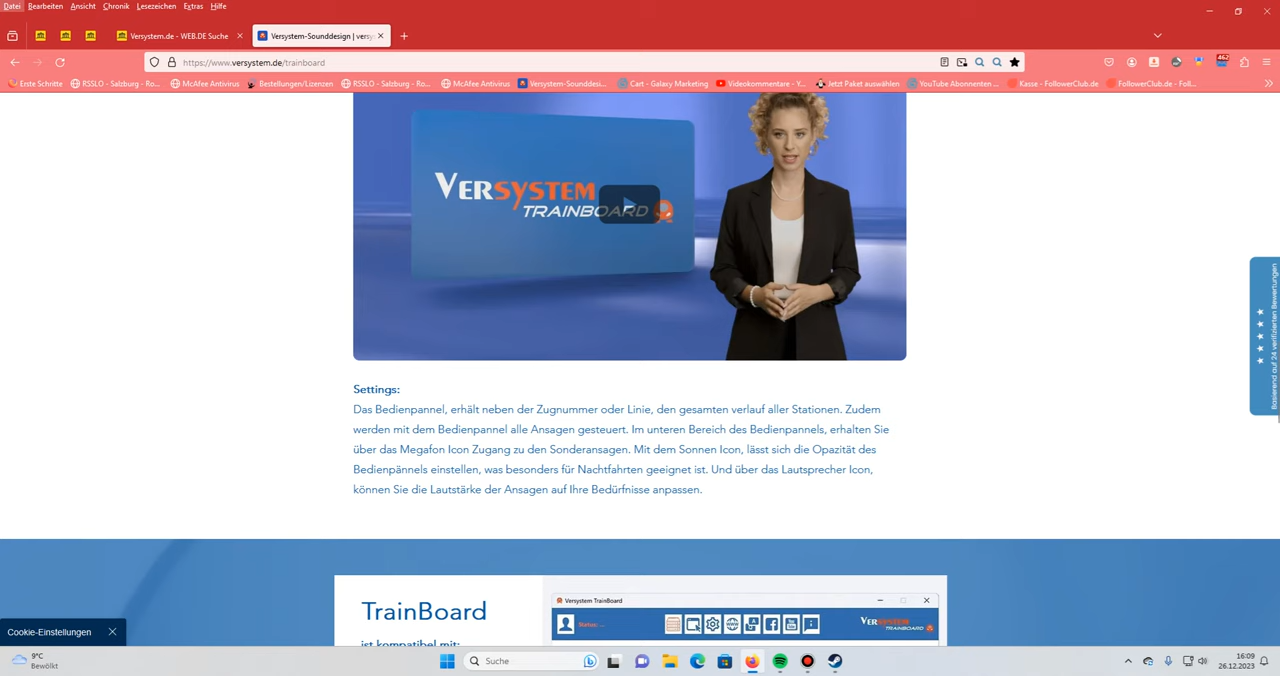 Datei Bearbeiten Ansicht Chronik Lesezeichen Extras Hilfe
Versystem.de - WEB.DE Suche
Versystem-Sounddesign | versy
https://www.versystem.de/trainboard
462
Erste Schritte
RSSLO - Salzburg - Ro...
McAfee Antivirus
Bestellungen/Lizenzen
RSSLO - Salzburg - Ro...
McAfee Antivirus
Versystem-Sounddesi...
Cart - Galaxy Marketing
Videokommentare - Y...
Jetzt Paket auswählen
YouTube Abonnenten ...
Kasse - FollowerClub.de
FollowerClub.de - Foll...
VERSYSTEM
TRAINBOARD
Basierend auf 24 verifizierten Bewertungen
Settings:
Das Bedienpannel, erhält neben der Zugnummer oder Linie, den gesamten verlauf aller Stationen. Zudem
werden mit dem Bedienpannel alle Ansagen gesteuert. Im unteren Bereich des Bedienpannels, erhalten Sie
über das Megafon Icon Zugang zu den Sonderansagen. Mit dem Sonnen Icon, lässt sich die Opazität des
Bedienpännels einstellen, was besonders für Nachtfahrten geeignet ist. Und über das Lautsprecher Icon,
können Sie die Lautstärke der Ansagen auf Ihre Bedürfnisse anpassen.
TrainBoard
ist kompatibel mit:
Versystem TrainBoard
Status: ...
VERSYSTEM
TRAINBOARD
Cookie-Einstellungen
9°C
Bewölkt
Suche
16:09
26.12.2023